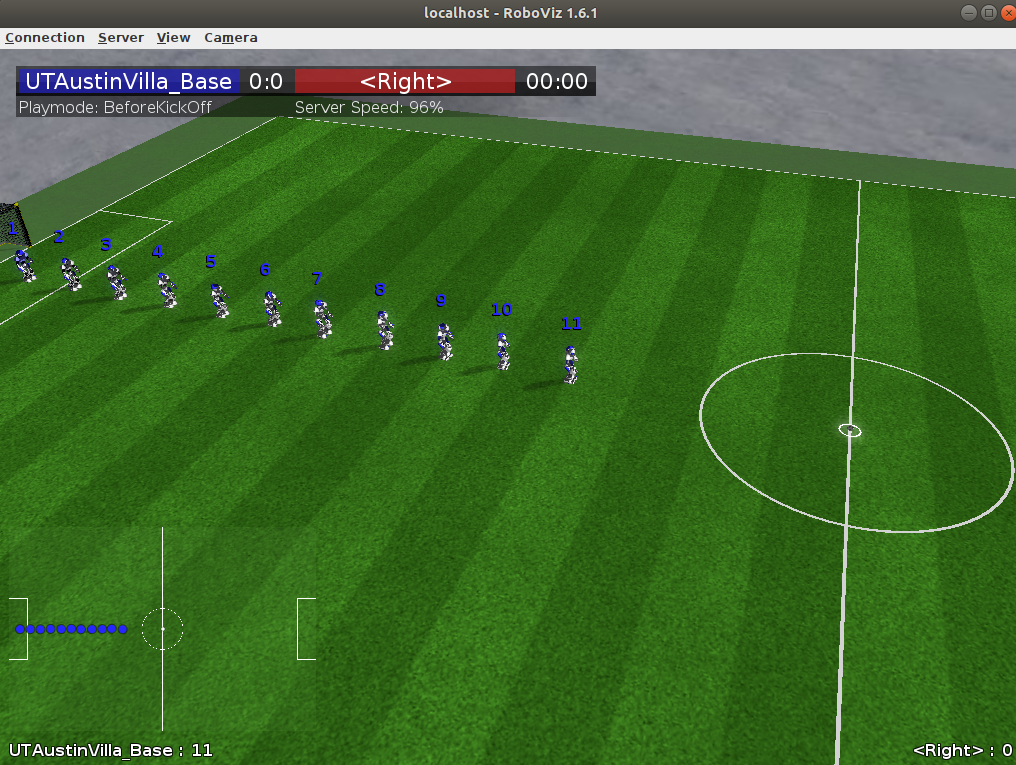 localhost - RoboViz 1.6.1
Connection Server View Camera
UTAustinVilla_Base 0:0 <Right> 00:00
Playmode: BeforeKickOff Server Speed: 96%
1
2
3
4
5
6
7
8
9
10
11
UTAustinVilla_Base : 11 <Right> : 0